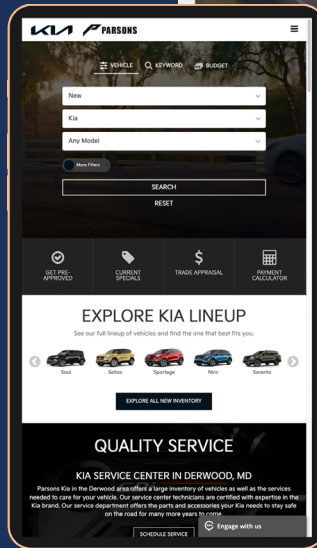 KIA PARSONS
VEHICLE KEYWORD BUDGET
New
Kia
Any Model
More Filters
SEARCH
RESET
GET PRE-APPROVED
CURRENT SPECIALS
TRADE APPRAISAL
PAYMENT CALCULATOR
EXPLORE KIA LINEUP
See our full lineup of vehicles and find the one that best fits you.
Soul Seltos Sportage Niro Sorento
EXPLORE ALL NEW INVENTORY
QUALITY SERVICE
KIA SERVICE CENTER IN DERWOOD, MD
Parsons Kia in the Derwood area offers a large inventory of vehicles as well as the services
needed to care for your vehicle. Our service center technicians are certified with expertise in the
Kia brand. Our service department offers the parts and accessories your Kia needs to stay safe
on the road for many more years to come.
SCHEDULE SERVICE
Engage with us